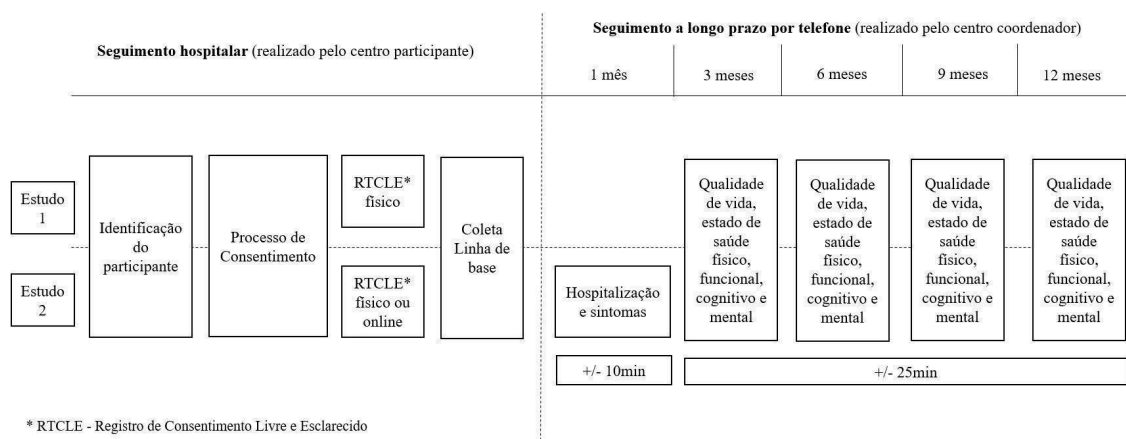 Seguimento hospitalar (realizado pelo centro participante)
Seguimento a longo prazo por telefone (realizado pelo centro coordenador)
1 mês
3 meses
6 meses
9 meses
12 meses
Estudo
1
Estudo
2
Identificação
do
participante
Processo de
Consentimento
RTCLE*
físico
RTCLE*
físico ou
online
Coleta
Linha de
base
Hospitalização
e sintomas
Qualidade
de vida,
estado de
saúde
físico,
funcional,
cognitivo e
mental
Qualidade
de vida,
estado de
saúde
físico,
funcional,
cognitivo e
mental
Qualidade
de vida,
estado de
saúde
físico,
funcional,
cognitivo e
mental
Qualidade
de vida,
estado de
saúde
físico,
funcional,
cognitivo e
mental
+/- 10min
+/- 25min
* RTCLE - Registro de Consentimento Livre e Esclarecido